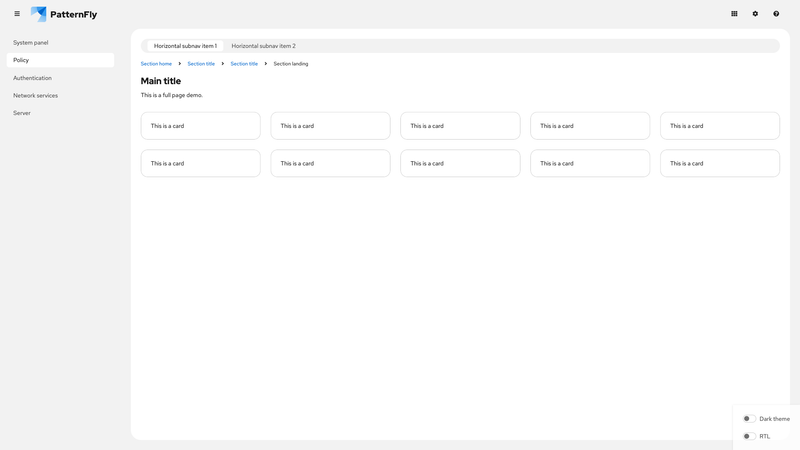 PatternFly
System panel
Policy
Authentication
Network services
Server
Horizontal subnav item 1 Horizontal subnav item 2
Section home Section title Section title Section landing
Main title
This is a full page demo.
This is a card This is a card This is a card This is a card This is a card
This is a card This is a card This is a card This is a card This is a card
Dark theme
RTL